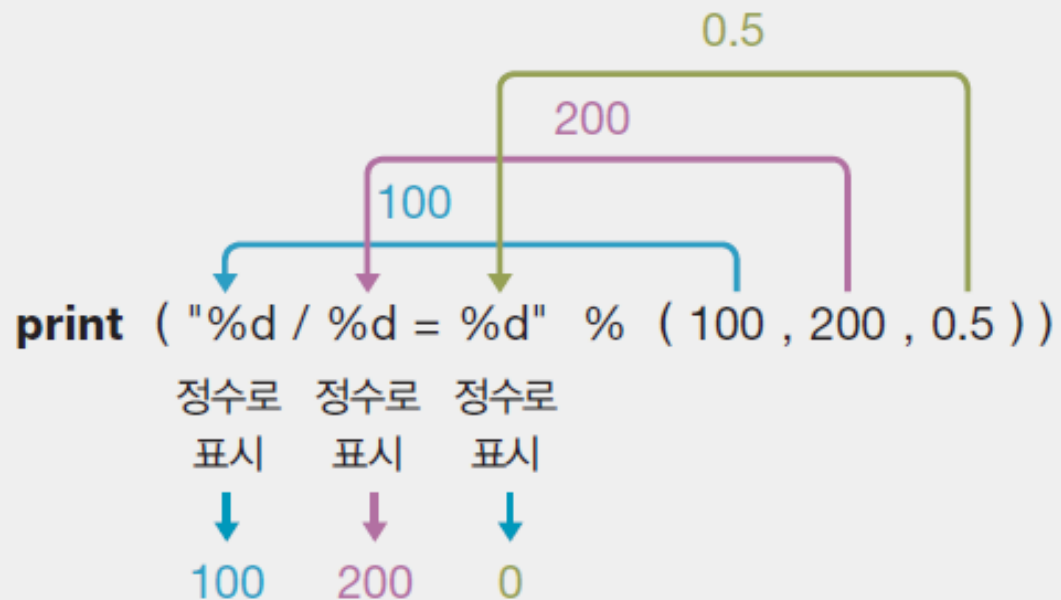 0.5
200
100
print ( "%d / %d = %d" % ( 100 , 200 , 0.5 ))
정수로 정수로 정수로
표시 표시 표시
100 200 0